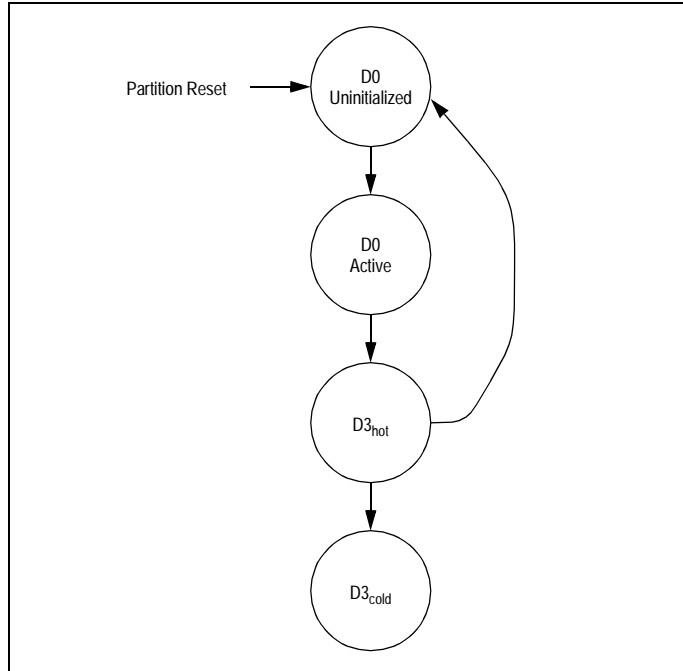 Partition Reset
D0
Uninitialized
D0
Active
D3hot
D3cold